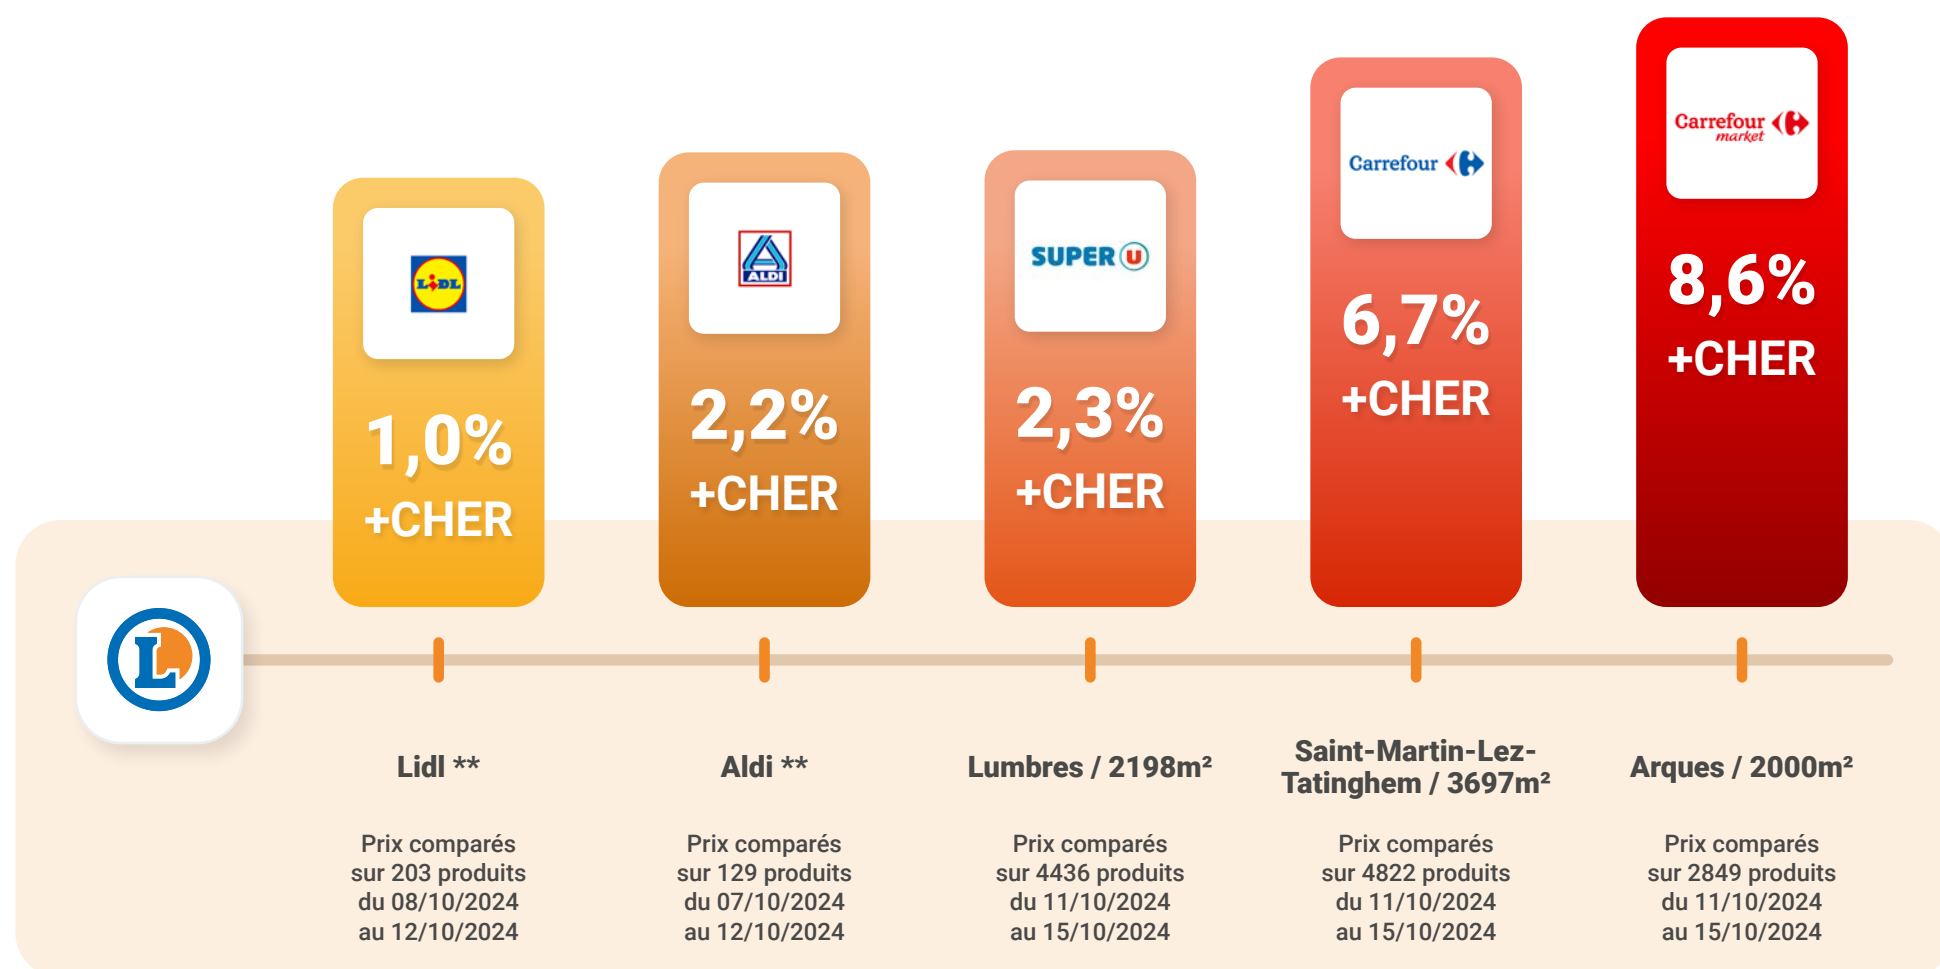 LiDL
1,0%
+CHER
ALDI
2,2%
+CHER
SUPER U
2,3%
+CHER
Carrefour
6,7%
+CHER
Carrefour
market
8,6%
+CHER
L
Lidl **
Prix comparés
sur 203 produits
du 08/10/2024
au 12/10/2024
Aldi **
Prix comparés
sur 129 produits
du 07/10/2024
au 12/10/2024
Lumbres / 2198m²
Prix comparés
sur 4436 produits
du 11/10/2024
au 15/10/2024
Saint-Martin-Lez-
Tatinghem / 3697m²
Prix comparés
sur 4822 produits
du 11/10/2024
au 15/10/2024
Arques / 2000m²
Prix comparés
sur 2849 produits
du 11/10/2024
au 15/10/2024